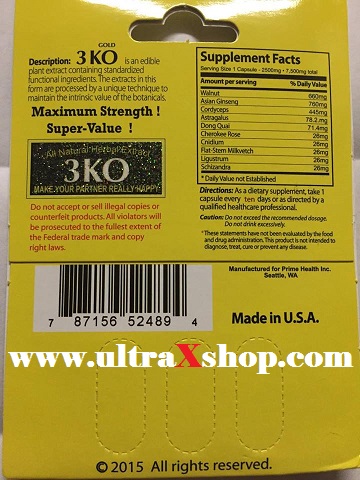 GOLD
Description: 3 KO is an edible
plant extract containing standardized
functional ingredients. The extracts in this
form are processed by a unique technique to
maintain the intrinsic value of the botanicals.
Maximum Strength !
Super-Value !
All Natural Herbal Extract
3KO
MAKE YOUR PARTNER REALLY HAPPY
Do not accept or sell illegal copies or
counterfeit products. All violators will
be prosecuted to the fullest extent of
the Federal trade mark and copy
right laws.
Supplement Facts
Serving Size 1 Capsule - 2500mg - 7,500mg total
Amount per serving % Daily Value
Walnut 660mg
Asian Ginseng 760mg
Cordyceps 445mg
Astragalus 78.2 mg
Dong Quai 71.4mg
Cherokee Rose 26mg
Cnidium 26mg
Flat-Stem Milkvetch 26mg
Ligustrum 26mg
Schizandra 26mg
* Daily Value not Established
Directions: As a dietary supplement, take 1
capsule every ten days or as directed by a
qualified healthcare professional.
Caution: Do not exceed the recommended dosage.
Do not drink excessively.
*These statements have not been evaluated by the food
and drug administration. This product is not intended to
diagnose, treat, cure or prevent any disease.
Manufactured for Prime Health Inc.
Seattle, WA
7 87156 52489 4
Made in U.S.A.
www.ultraXshop.com
© 2015 All rights reserved.